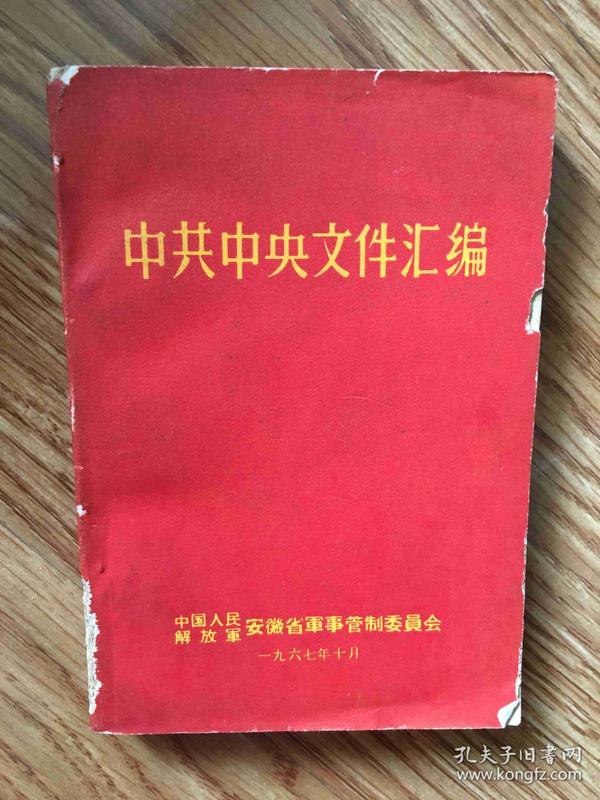 中共中央文件汇编
中国人民
解放軍 安徽省軍事管制委員会
一九六七年十月
孔夫子旧書网
www.kongfz.com